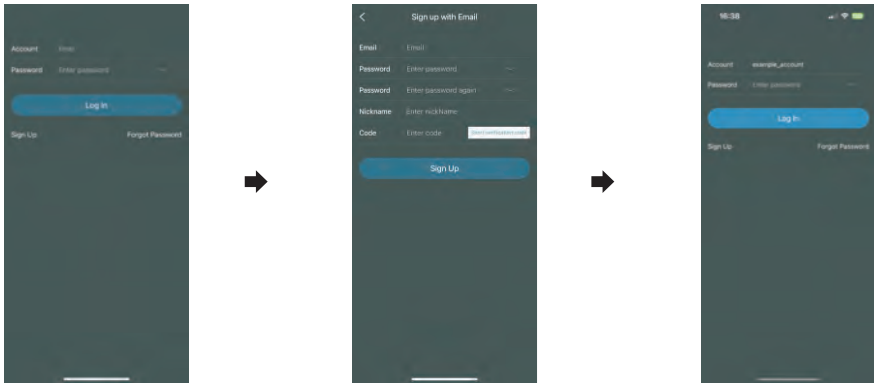 Account Email
Password Enter password
Log In
Sign Up Forgot Password
Sign up with Email
Email Email
Password Enter password
Password Enter password again
Nickname Enter nickName
Code Enter code
Sign Up
16:38
Account example_account
Password Enter password
Log In
Sign Up Forgot Password